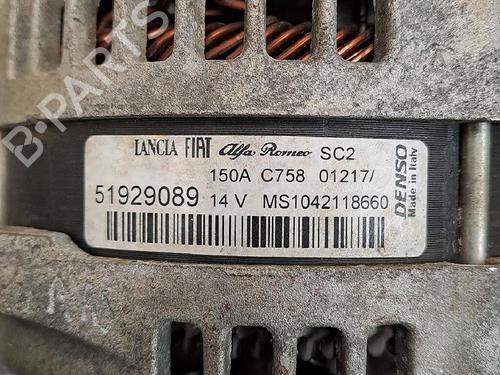 B-PARTS
LANCIA FIAT Alfa Romeo SC2
150A C758 01217/
51929089 14 V MS1042118660
DENSO
Made in Italy